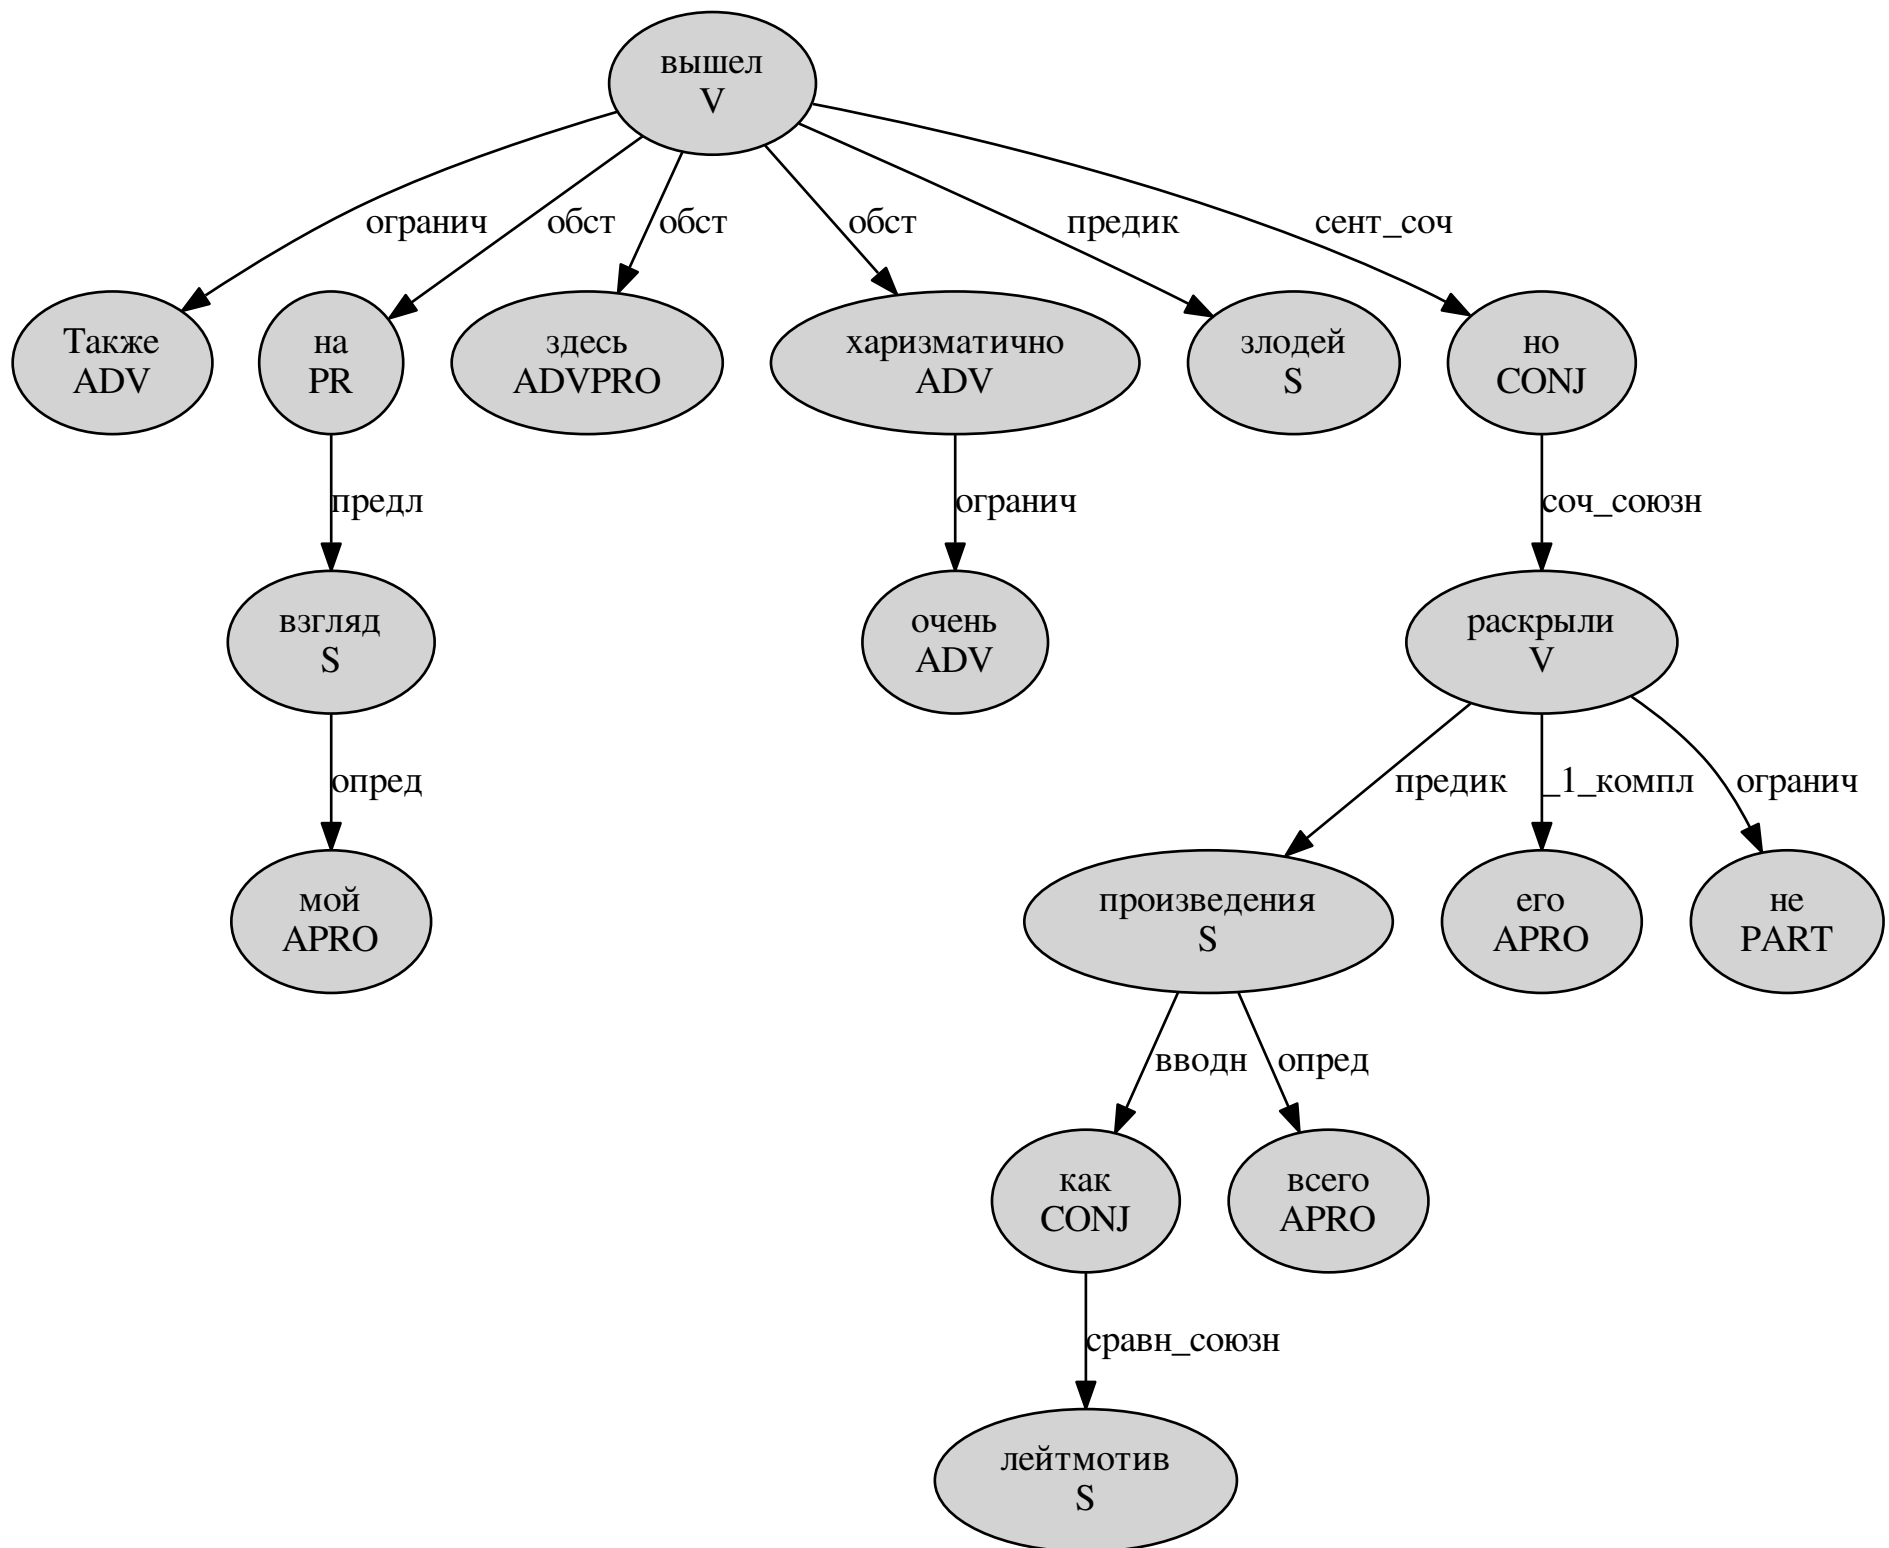 вышел
V
огранич
обст
обст
обст
предик
сент_соч
Также
ADV
на
PR
здесь
ADVPRO
харизматично
ADV
злодей
S
но
CONJ
предл
огранич
соч_союзн
взгляд
S
очень
ADV
раскрыли
V
опред
предик
_1_компл
огранич
мой
APRO
произведения
S
его
APRO
не
PART
вводн
опред
как
CONJ
всего
APRO
сравн_союзн
лейтмотив
S